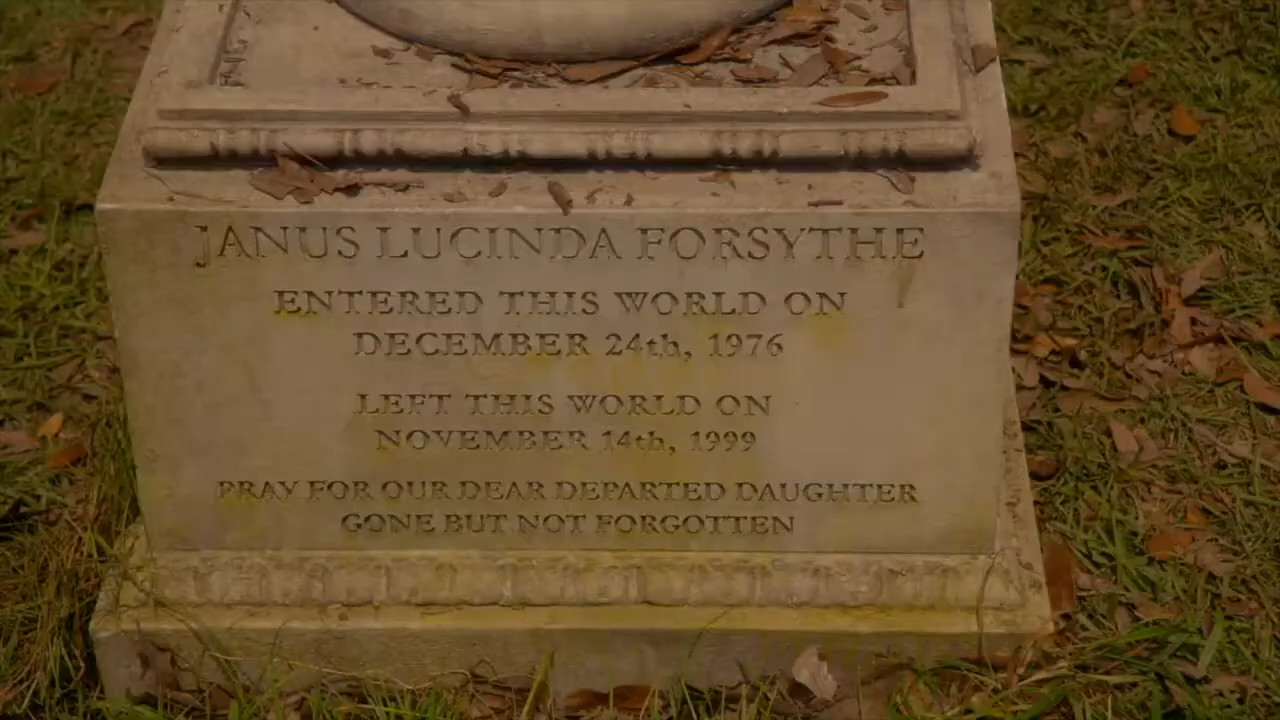 JANUS LUCINDA FORSYTHE
ENTERED THIS WORLD ON
DECEMBER 24th, 1976
LEFT THIS WORLD ON
NOVEMBER 14th, 1999
PRAY FOR OUR DEAR DEPARTED DAUGHTER
GONE BUT NOT FORGOTTEN